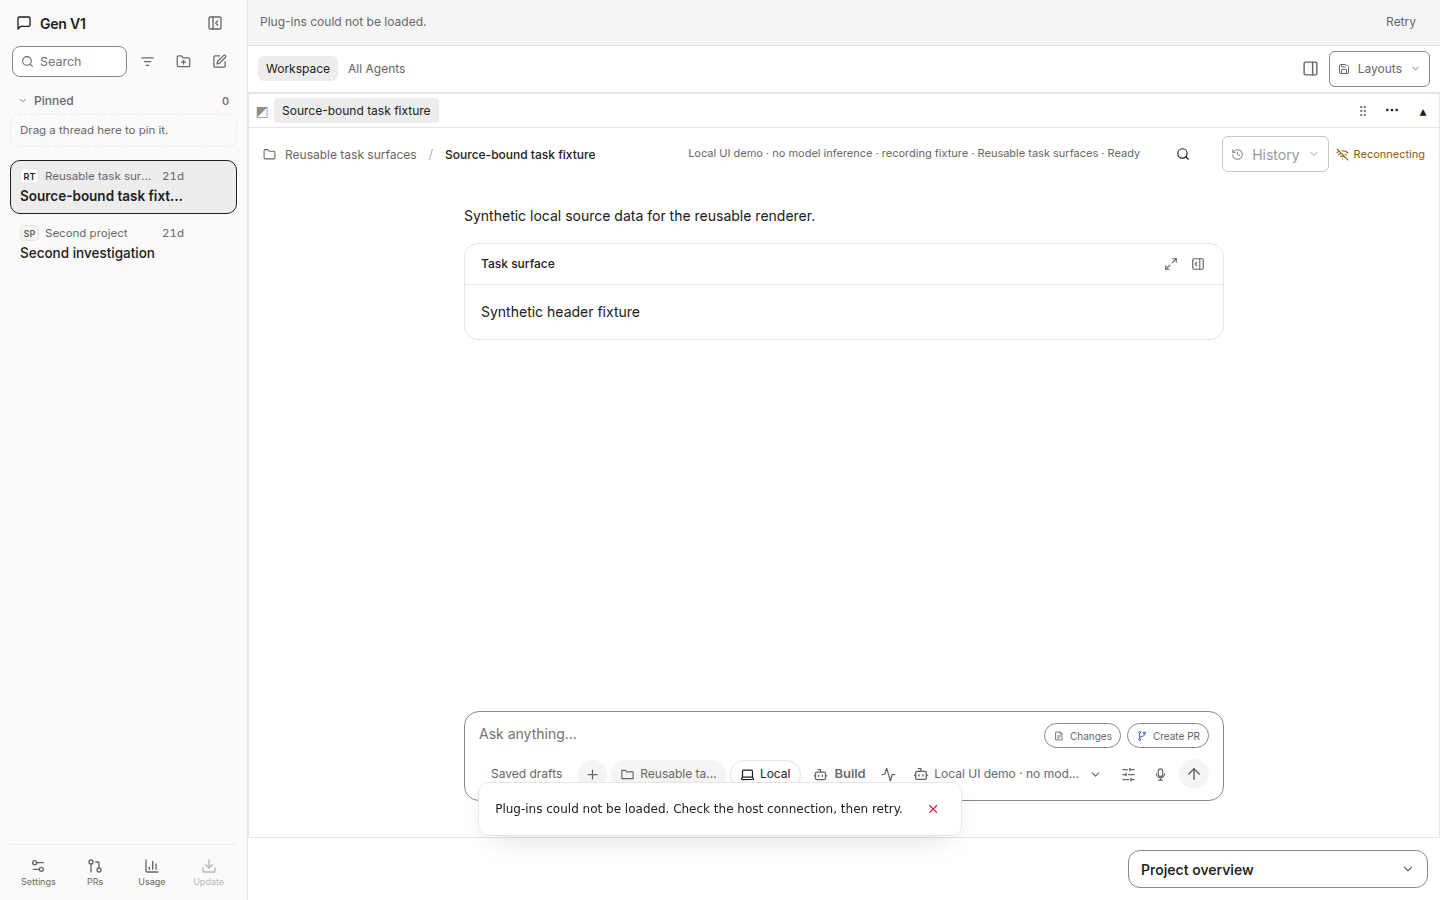 Gen V1
Search
Pinned 0
Drag a thread here to pin it.
RT Reusable task sur... 21d
Source-bound task fixt...
SP Second project 21d
Second investigation
Settings PRs Usage Update
Plug-ins could not be loaded. Retry
Workspace All Agents Layouts
Source-bound task fixture
Reusable task surfaces / Source-bound task fixture Local UI demo · no model inference · recording fixture · Reusable task surfaces · Ready History Reconnecting
Synthetic local source data for the reusable renderer.
Task surface
Synthetic header fixture
Ask anything... Changes Create PR
Saved drafts Reusable ta... Local Build Local UI demo · no mod...
Plug-ins could not be loaded. Check the host connection, then retry.
Project overview